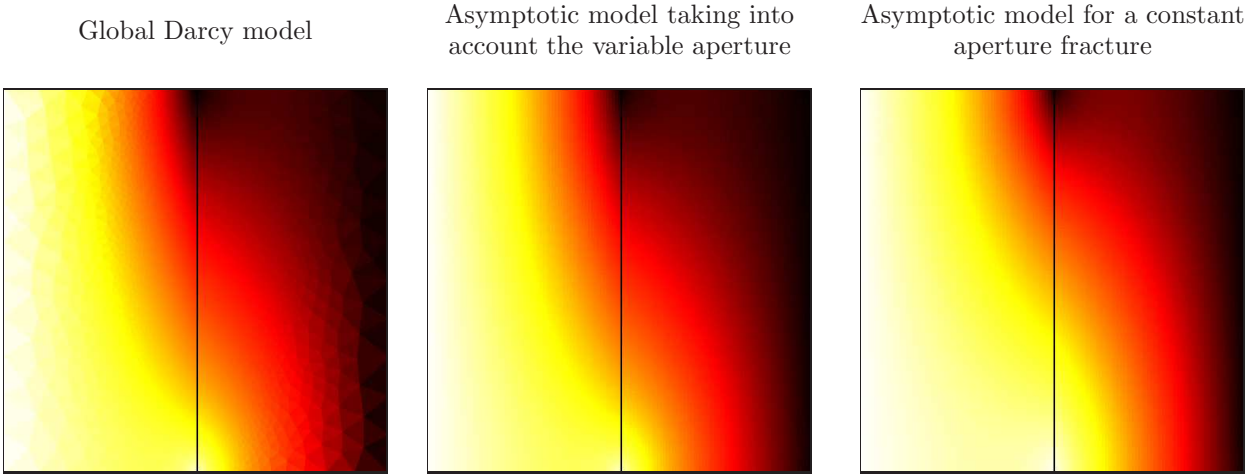 Global Darcy model
Asymptotic model taking into
account the variable aperture
Asymptotic model for a constant
aperture fracture